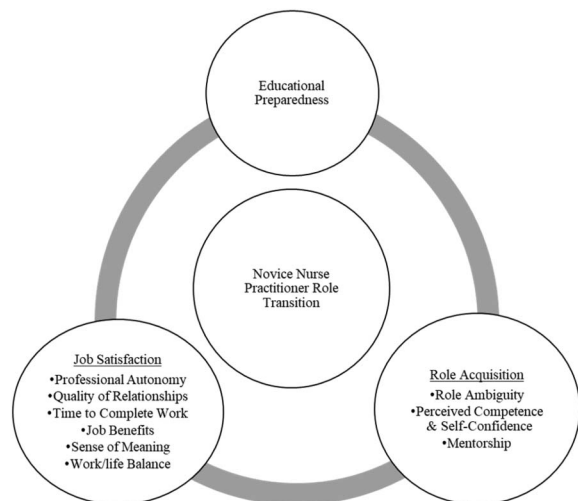 Educational
Preparedness
Novice Nurse
Practitioner Role
Transition
Job Satisfaction
•Professional Autonomy
•Quality of Relationships
•Time to Complete Work
•Job Benefits
•Sense of Meaning
•Work/life Balance
Role Acquisition
•Role Ambiguity
•Perceived Competence
& Self-Confidence
•Mentorship